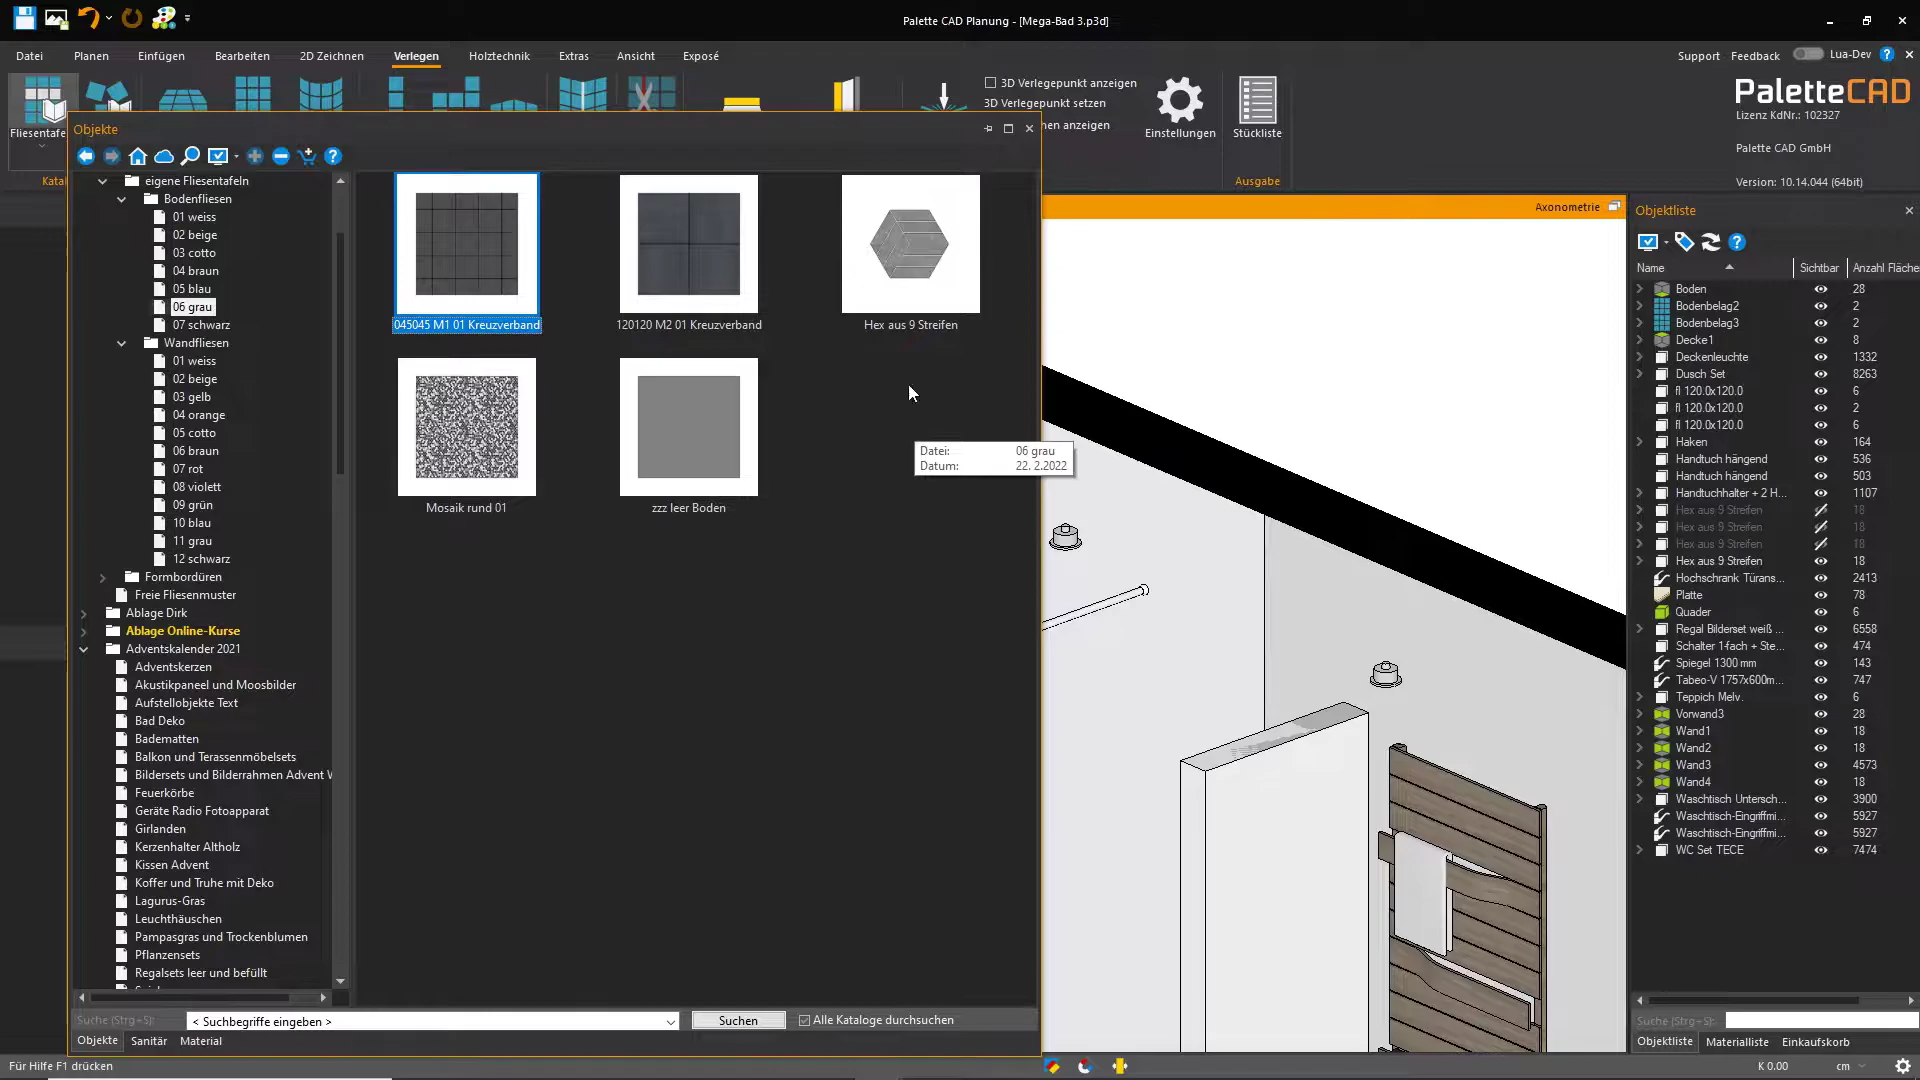 Palette CAD Planung - [Mega-Bad 3.p3d]
Datei
Planen
Einfügen
Bearbeiten
2D Zeichnen
Verlegen
Holztechnik
Extras
Ansicht
Exposé
Support
Feedback
Lua-Dev
3D Verlegepunkt anzeigen
3D Verlegepunkt setzen
hen anzeigen
Fliesentafe
Einstellungen
Stückliste
Katal
Ausgabe
PaletteCAD
Lizenz KdNr.: 102327
Palette CAD GmbH
Version: 10.14.044 (64bit)
Objekte
eigene Fliesentafeln
Bodenfliesen
01 weiss
02 beige
03 cotto
04 braun
05 blau
06 grau
07 schwarz
Wandfliesen
01 weiss
02 beige
03 gelb
04 orange
05 cotto
06 braun
07 rot
08 violett
09 grün
10 blau
11 grau
12 schwarz
Formbordüren
Freie Fliesenmuster
Ablage Dirk
Ablage Online-Kurse
Adventskalender 2021
Adventskerzen
Akustikpaneel und Moosbilder
Aufstellobjekte Text
Bad Deko
Badematten
Balkon und Terassenmöbelsets
Bildersets und Bilderrahmen Advent W
Feuerkörbe
Geräte Radio Fotoapparat
Girlanden
Kerzenhalter Altholz
Kissen Advent
Koffer und Truhe mit Deko
Lagurus-Gras
Leuchthäuschen
Pampasgras und Trockenblumen
Pflanzensets
Regalsets leer und befüllt
045045 M1 01 Kreuzverband
120120 M2 01 Kreuzverband
Hex aus 9 Streifen
Mosaik rund 01
zzz leer Boden
Datei: 06 grau
Datum: 22. 2.2022
Suche (Strg+S):
< Suchbegriffe eingeben >
Suchen
Alle Kataloge durchsuchen
Objekte
Sanitär
Material
Für Hilfe F1 drücken
Axonometrie
Objektliste
Name Sichtbar Anzahl Fläche
Boden 28
Bodenbelag2 2
Bodenbelag3 2
Decke1 8
Deckenleuchte 1332
Dusch Set 8263
fl 120.0x120.0 6
fl 120.0x120.0 2
fl 120.0x120.0 6
Haken 164
Handtuch hängend 536
Handtuch hängend 503
Handtuchhalter + 2 H... 1107
Hex aus 9 Streifen 18
Hex aus 9 Streifen 18
Hex aus 9 Streifen 18
Hex aus 9 Streifen 18
Hochschrank Türans... 2413
Platte 78
Quader 6
Regal Bilderset weiß ... 6558
Schalter 1-fach + Ste... 474
Spiegel 1300 mm 143
Tabeo-V 1757x600m... 747
Teppich Melv. 6
Vorwand3 28
Wand1 18
Wand2 18
Wand3 4573
Wand4 18
Waschtisch Untersch... 3900
Waschtisch-Eingriffmi... 5927
Waschtisch-Eingriffmi... 5927
WC Set TECE 7474
Suche (Strg+S):
Objektliste
Materialliste
Einkaufskorb
K 0.00
cm